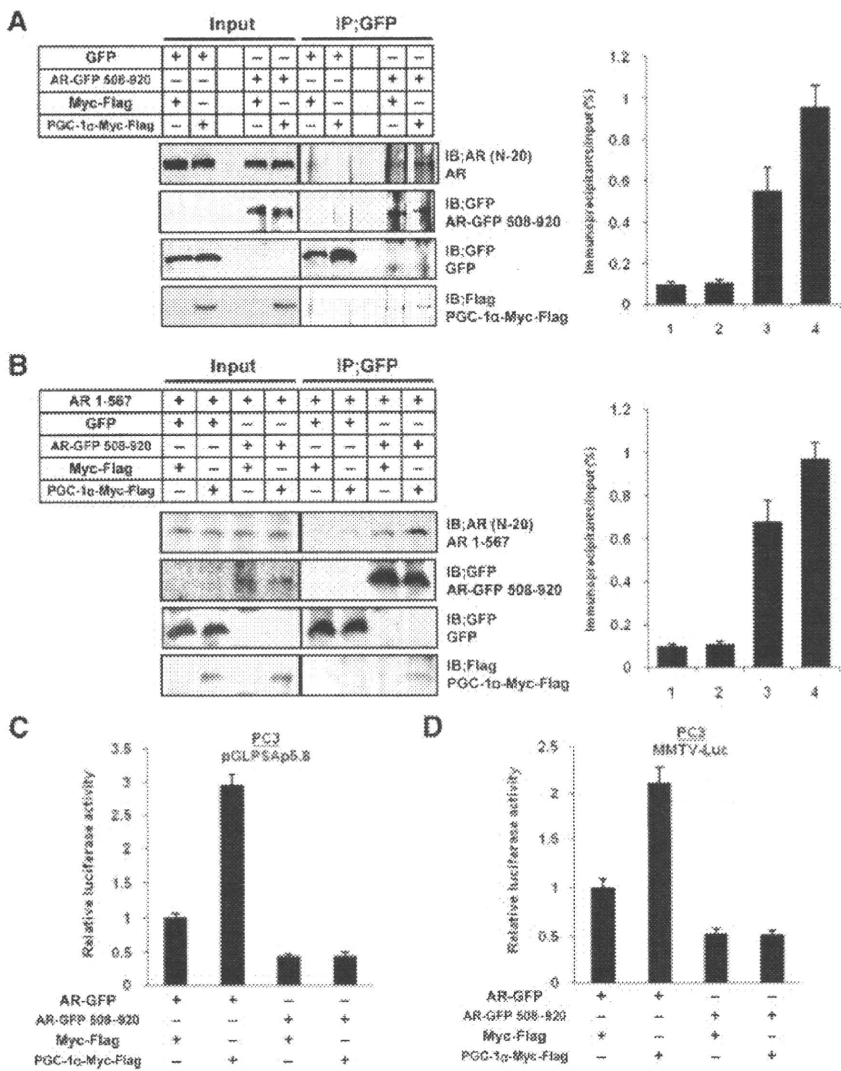 A
Input IP;GFP
GFP + + − − + + − −
AR-GFP 508-920 − − + + − − + +
Myc-Flag + − + − + − + −
PGC-1α-Myc-Flag − + − + − + − +
IB;AR (N-20)
AR
IB;GFP
AR-GFP 508-920
IB;GFP
GFP
IB;Flag
PGC-1α-Myc-Flag
Immunoprecipitants/Input (%)
1.2
1
0.8
0.6
0.4
0.2
0
1 2 3 4
B
Input IP;GFP
AR 1-567 + + + + + + + +
GFP + + − − + + − −
AR-GFP 508-920 − − + + − − + +
Myc-Flag + − + − + − + −
PGC-1α-Myc-Flag − + − + − + − +
IB;AR (N-20)
AR 1-567
IB;GFP
AR-GFP 508-920
IB;GFP
GFP
IB;Flag
PGC-1α-Myc-Flag
Immunoprecipitants/Input (%)
1.2
1
0.8
0.6
0.4
0.2
0
1 2 3 4
C
PC3
pGLPSAp5.8
Relative luciferase activity
3.5
3
2.5
2
1.5
1
0.5
0
AR-GFP + + − −
AR-GFP 508-920 − − + +
Myc-Flag + − + −
PGC-1α-Myc-Flag − + − +
D
PC3
MMTV-Luc
Relative luciferase activity
2.5
2
1.5
1
0.5
0
AR-GFP + + − −
AR-GFP 508-920 − − + +
Myc-Flag + − + −
PGC-1α-Myc-Flag − + − +